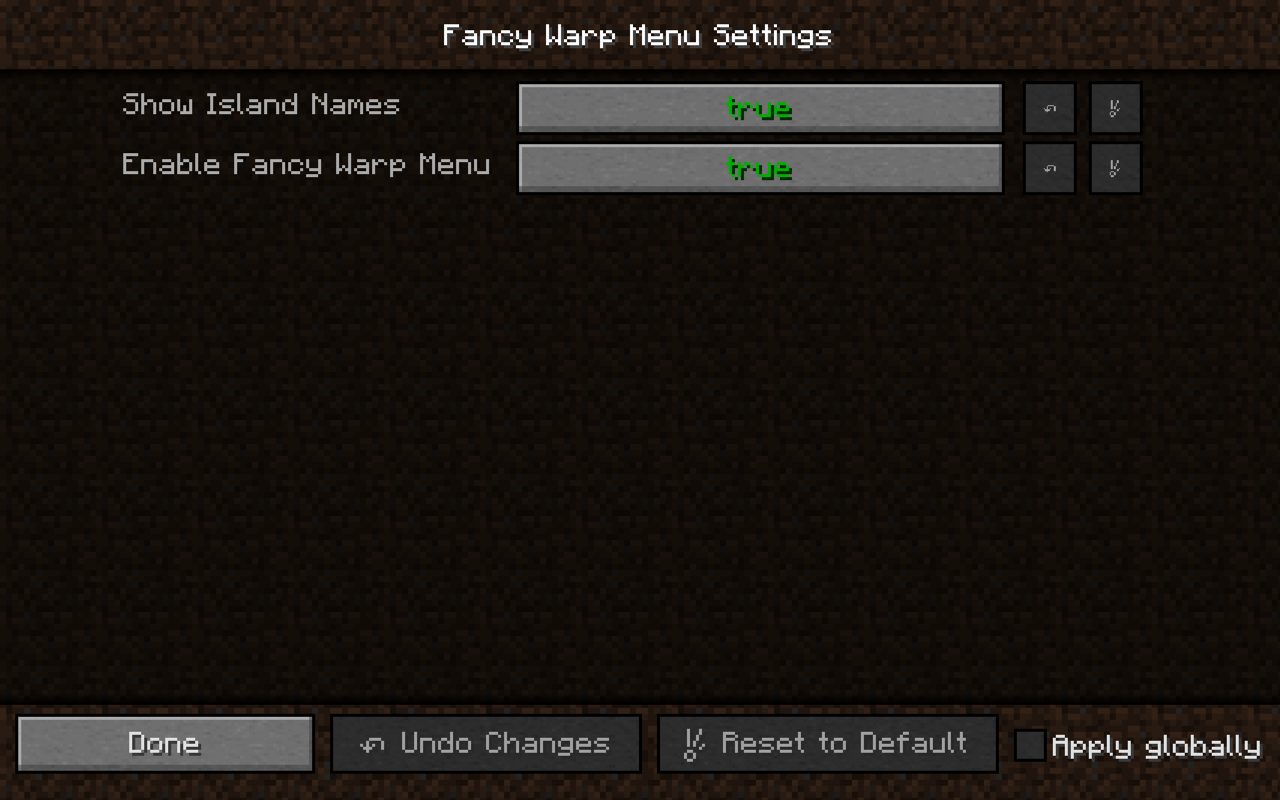 Fancy Warp Menu Settings
Show Island Names true
Enable Fancy Warp Menu true
Done Undo Changes Reset to Default Apply globally